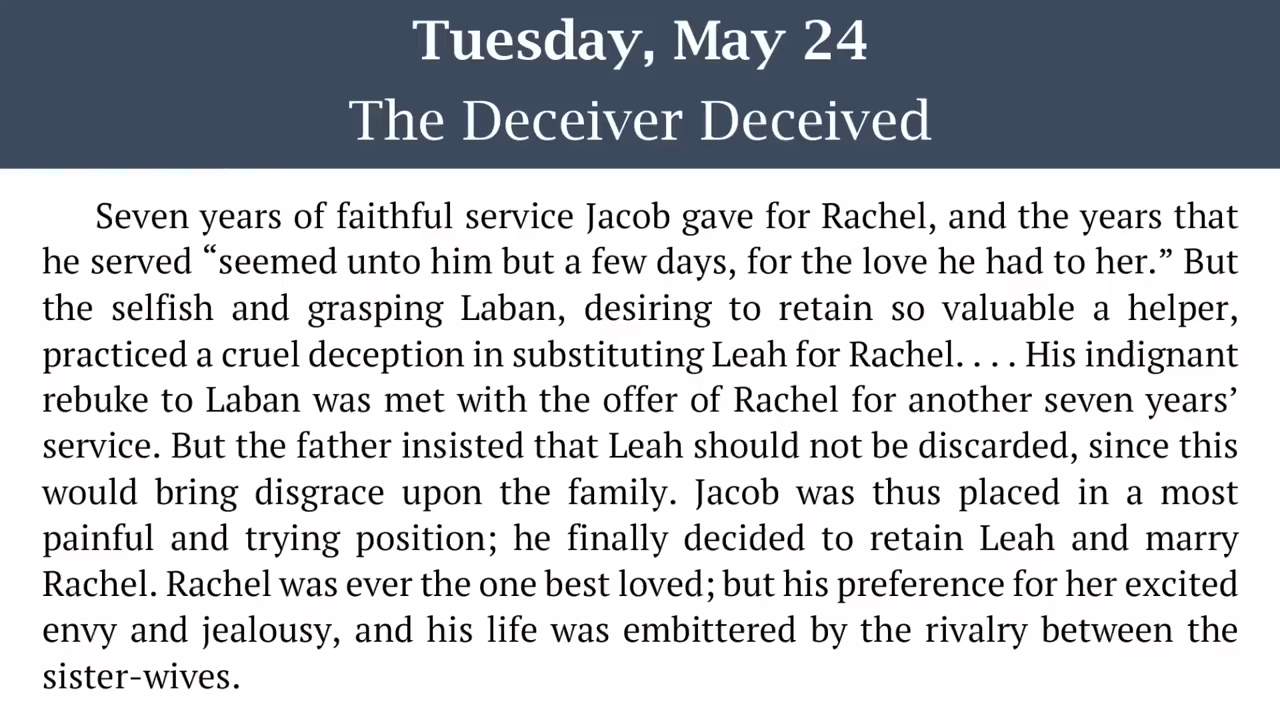 Tuesday, May 24
The Deceiver Deceived
Seven years of faithful service Jacob gave for Rachel, and the years that
he served “seemed unto him but a few days, for the love he had to her.” But
the selfish and grasping Laban, desiring to retain so valuable a helper,
practiced a cruel deception in substituting Leah for Rachel. . . . His indignant
rebuke to Laban was met with the offer of Rachel for another seven years’
service. But the father insisted that Leah should not be discarded, since this
would bring disgrace upon the family. Jacob was thus placed in a most
painful and trying position; he finally decided to retain Leah and marry
Rachel. Rachel was ever the one best loved; but his preference for her excited
envy and jealousy, and his life was embittered by the rivalry between the
sister-wives.